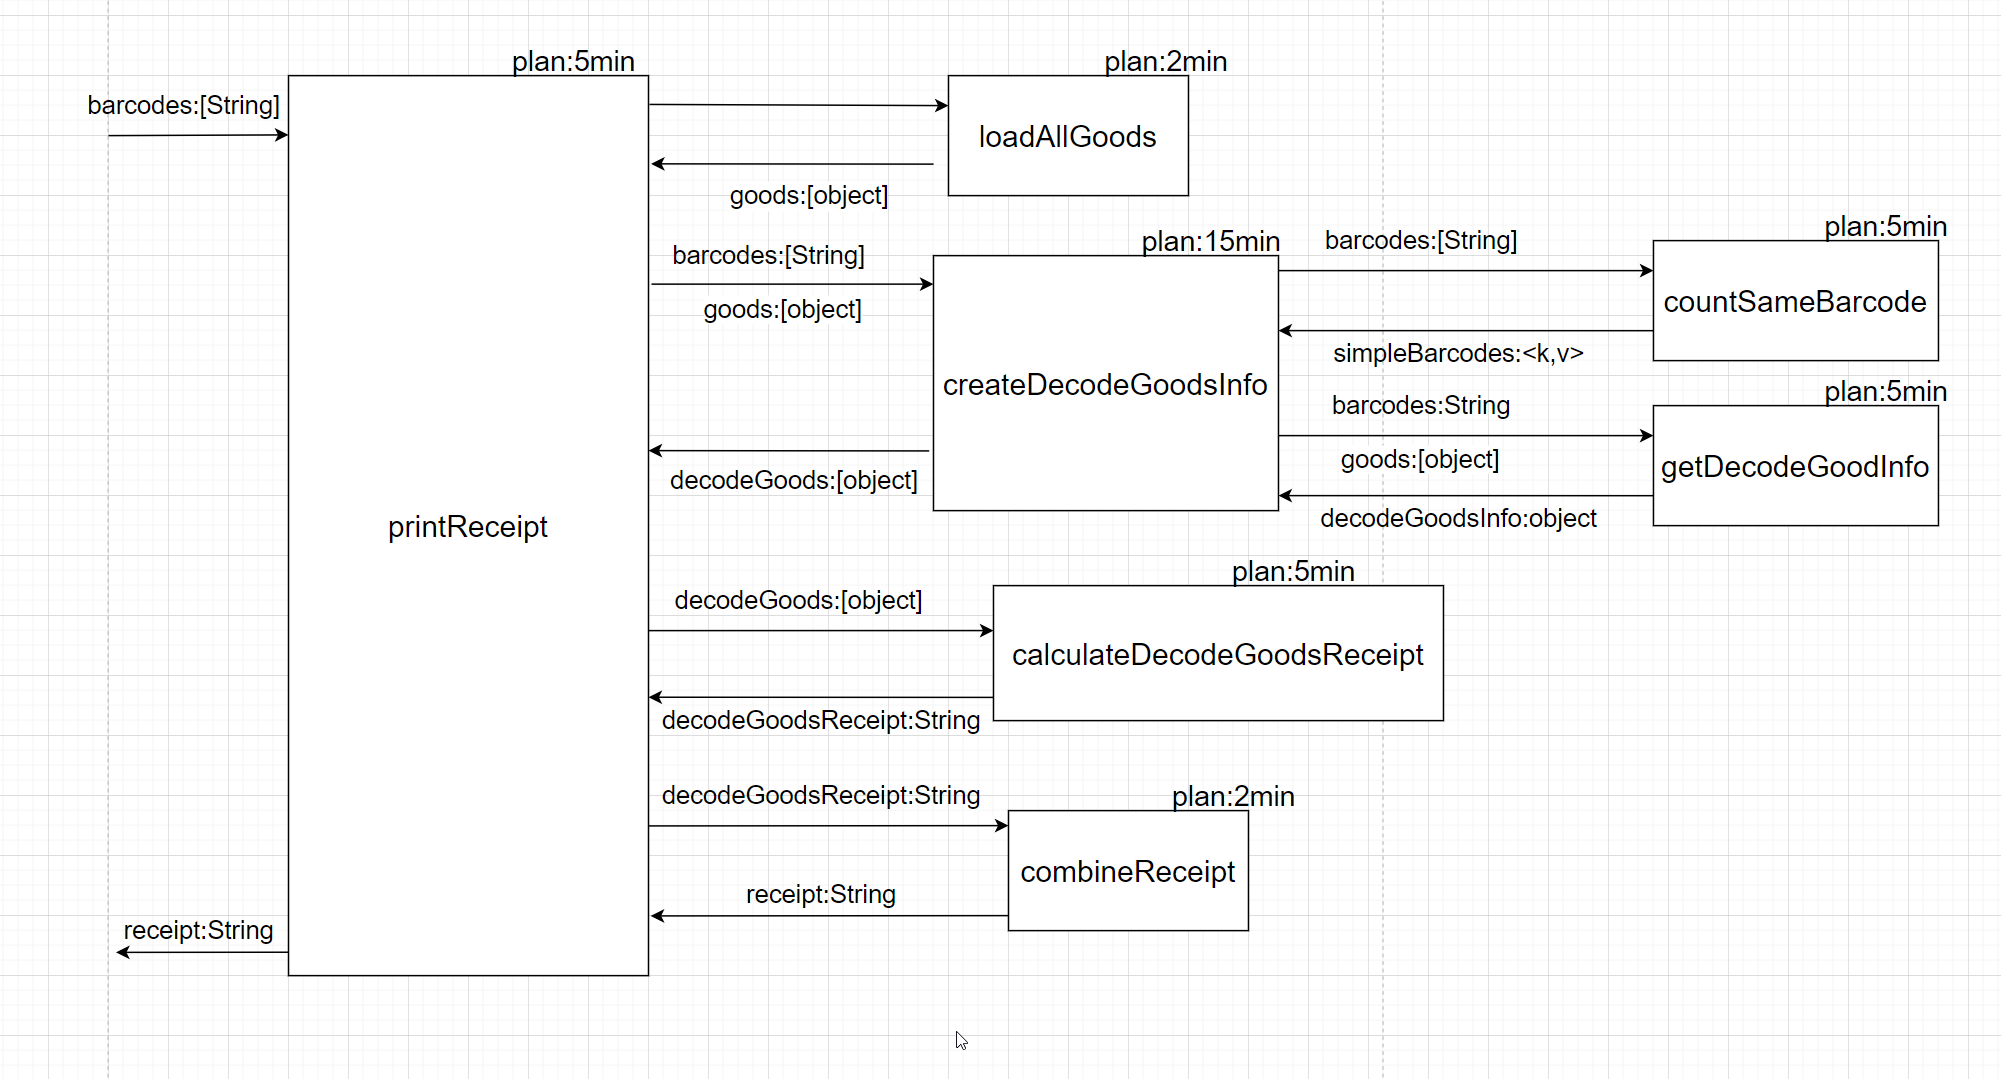 plan:5min
plan:2min
barcodes:[String]
loadAllGoods
goods:[object]
plan:15min
barcodes:[String]
plan:5min
barcodes:[String]
goods:[object]
countSameBarcode
simpleBarcodes:<k,v>
createDecodeGoodsInfo
plan:5min
barcodes:String
goods:[object]
getDecodeGoodInfo
decodeGoods:[object]
decodeGoodsInfo:object
printReceipt
plan:5min
decodeGoods:[object]
calculateDecodeGoodsReceipt
decodeGoodsReceipt:String
decodeGoodsReceipt:String
plan:2min
combineReceipt
receipt:String
receipt:String